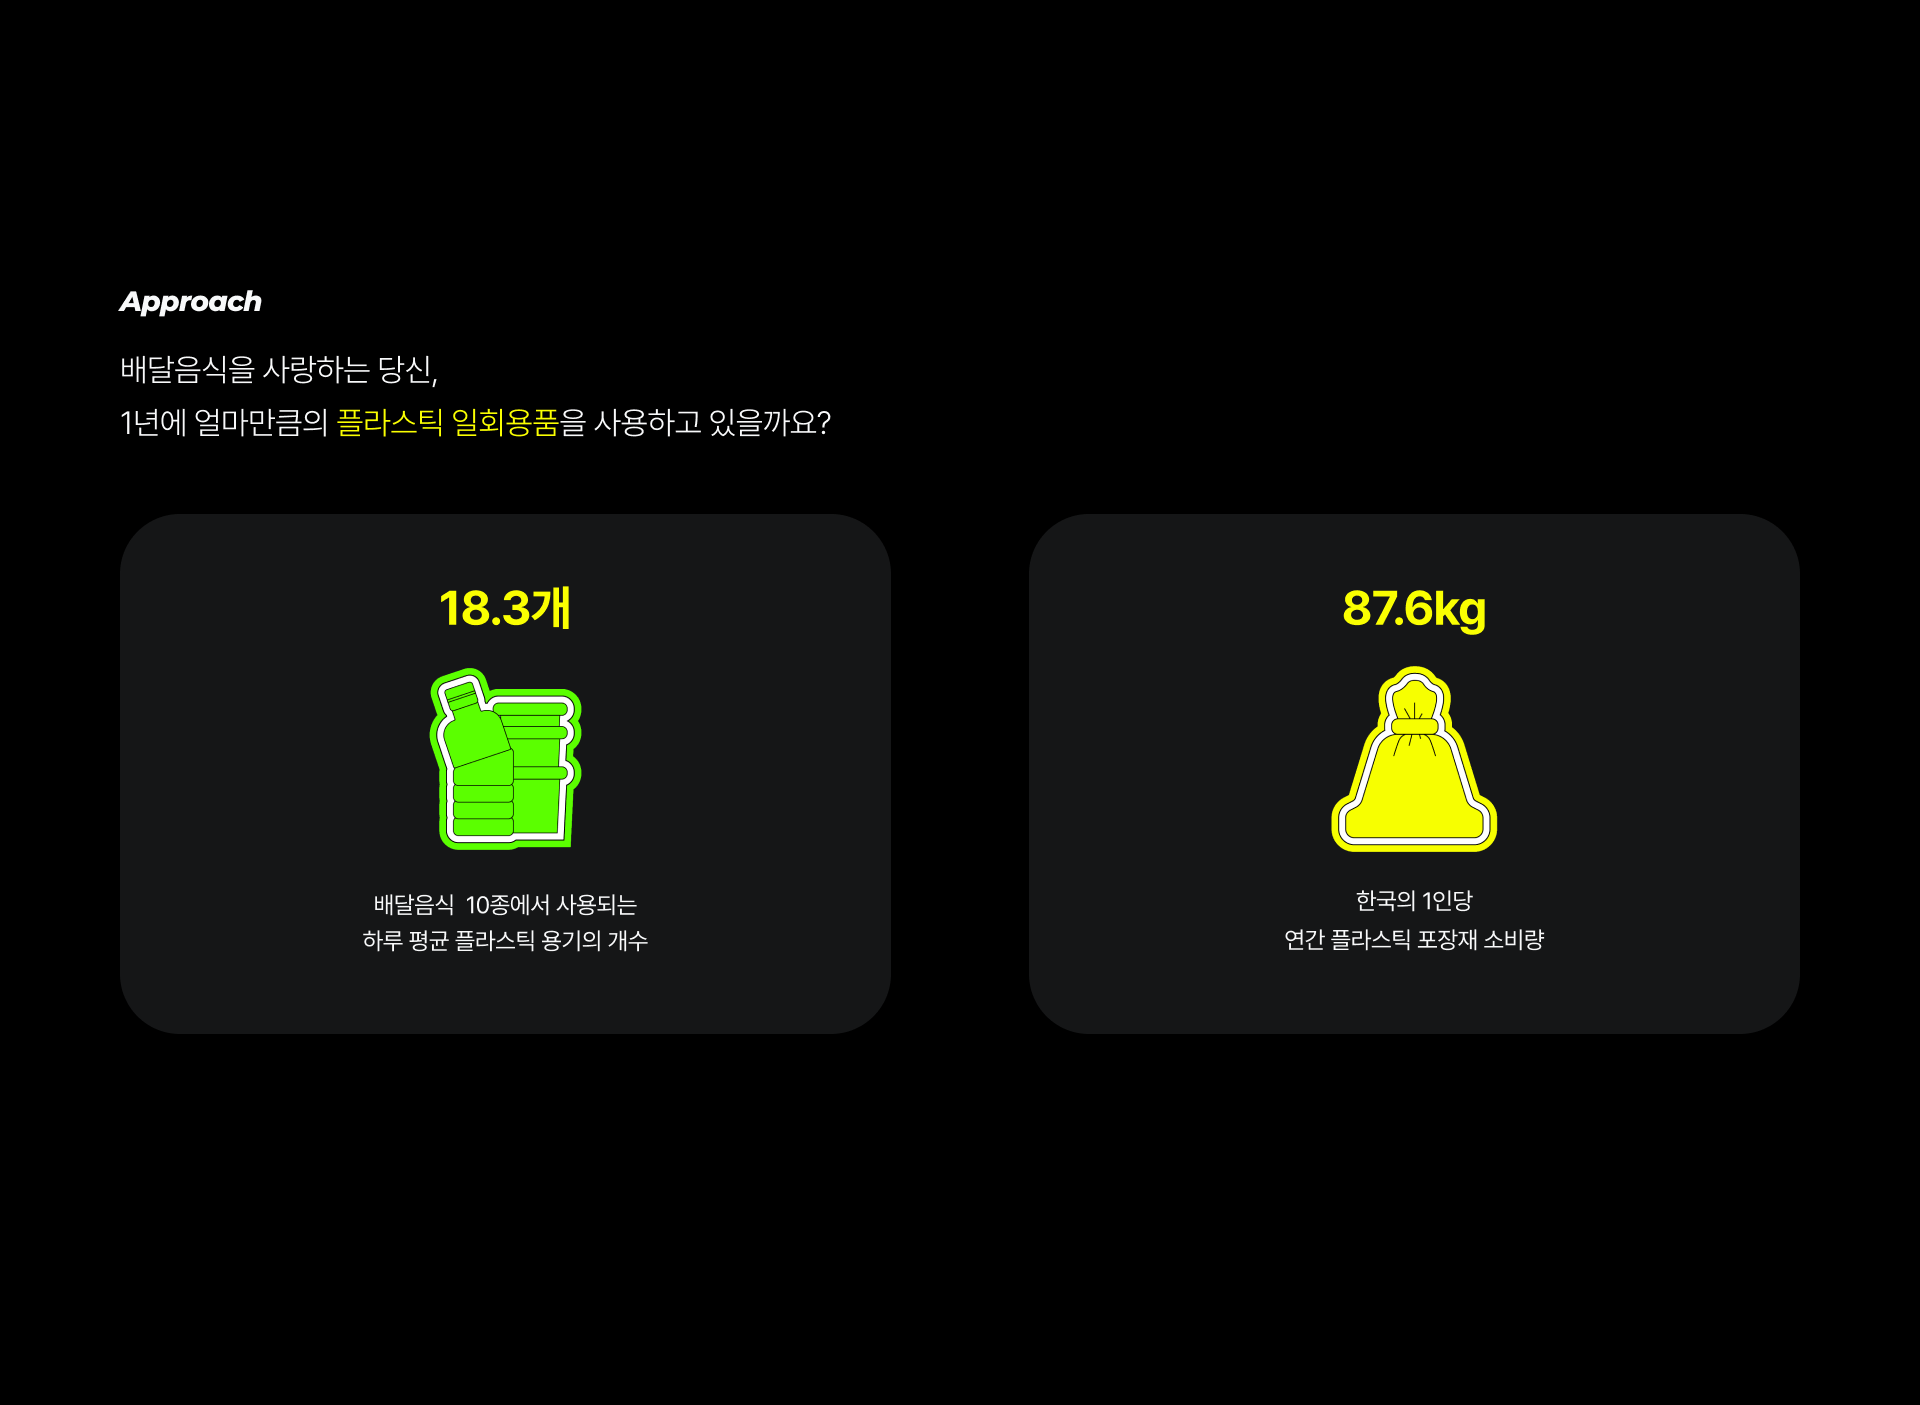 Approach
배달음식을 사랑하는 당신,
1년에 얼마만큼의 플라스틱 일회용품을 사용하고 있을까요?
18.3개
배달음식 10종에서 사용되는
하루 평균 플라스틱 용기의 개수
87.6kg
한국의 1인당
연간 플라스틱 포장재 소비량